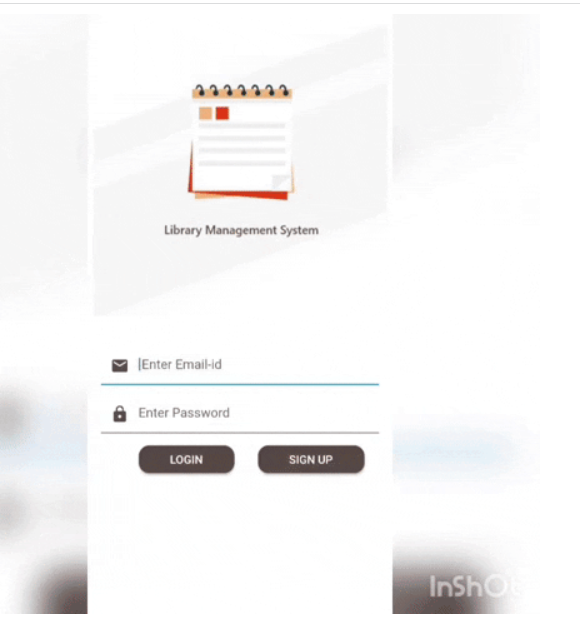 Library Management System
Enter Email-id
Enter Password
LOGIN
SIGN UP